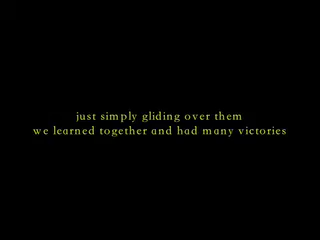 just simply gliding over them
we learned together and had many victories